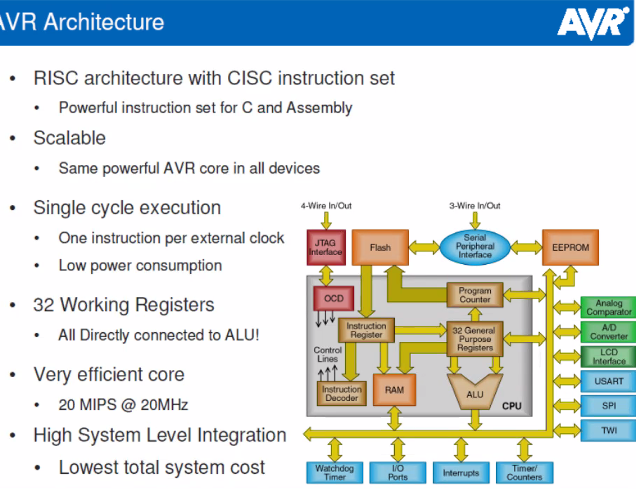 AVR Architecture
AVR
• RISC architecture with CISC instruction set
• Powerful instruction set for C and Assembly
• Scalable
• Same powerful AVR core in all devices
• Single cycle execution
• One instruction per external clock
• Low power consumption
• 32 Working Registers
• All Directly connected to ALU!
• Very efficient core
• 20 MIPS @ 20MHz
• High System Level Integration
• Lowest total system cost
4-Wire In/Out
3-Wire In/Out
JTAG
Interface
Flash
Serial
Peripheral
Interface
EEPROM
OCD
Program
Counter
Instruction
Register
32 General
Purpose
Registers
Control
Lines
Instruction
Decoder
RAM
ALU
CPU
Analog
Comparator
A/D
Converter
LCD
Interface
USART
SPI
TWI
Watchdog
Timer
I/O
Ports
Interrupts
Timer/
Counters